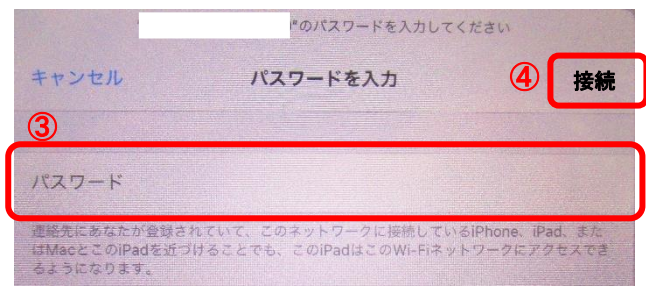 "のパスワードを入力してください
キャンセル パスワードを入力 ④ 接続
③
パスワード
連絡先にあなたが登録されていて、このネットワークに接続しているiPhone、iPad、また
はMacとこのiPadを近づけることでも、このiPadはこのWi-Fiネットワークにアクセスでき
るようになります。